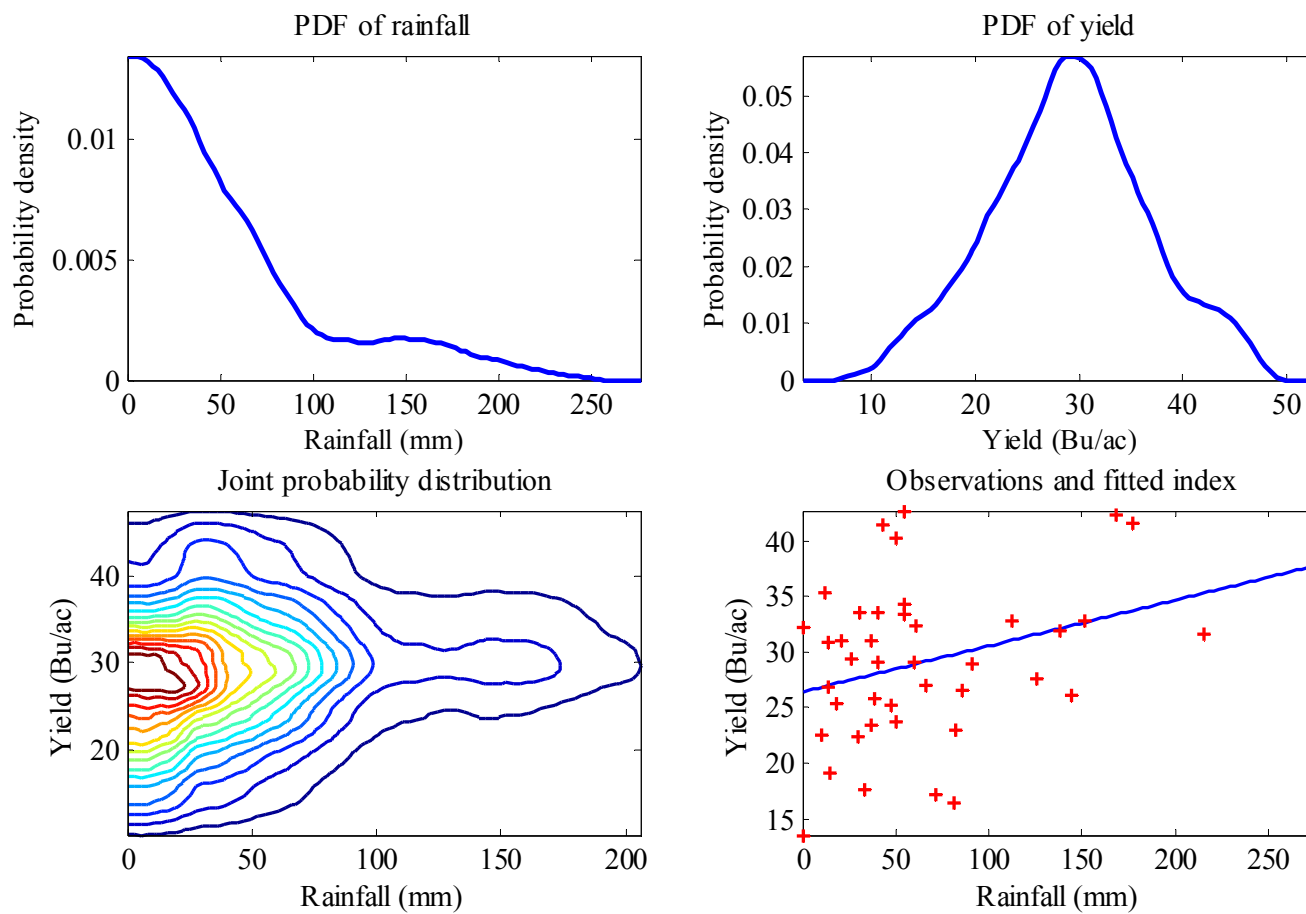 PDF of rainfall
Probability density
0.01
0.005
0
0 50 100 150 200 250
Rainfall (mm)
PDF of yield
Probability density
0.05
0.04
0.03
0.02
0.01
0
10 20 30 40 50
Yield (Bu/ac)
Joint probability distribution
Yield (Bu/ac)
40
30
20
0 50 100 150 200
Rainfall (mm)
Observations and fitted index
Yield (Bu/ac)
40
35
30
25
20
15
0 50 100 150 200 250
Rainfall (mm)